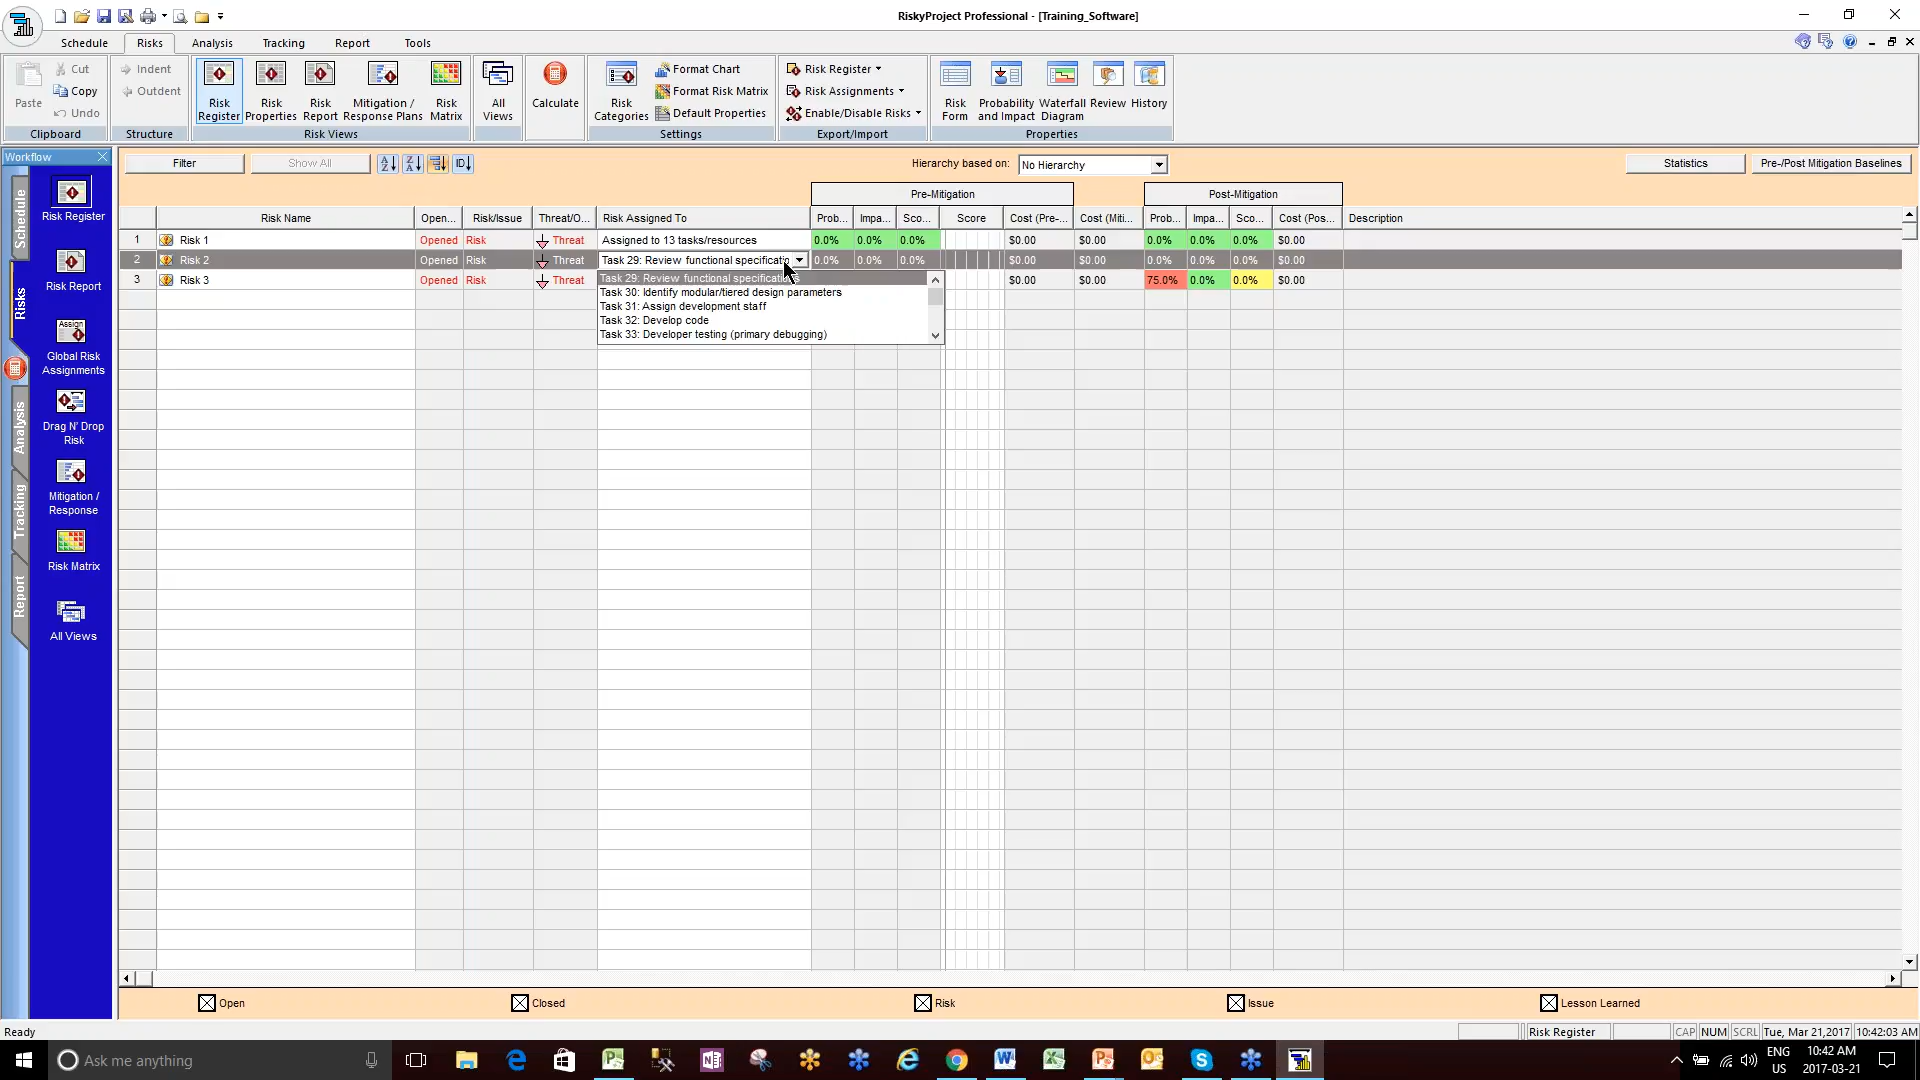 RiskyProject Professional - [Training_Software]
Schedule Risks Analysis Tracking Report Tools
Paste
Cut
Copy
Undo
Clipboard
Indent
Outdent
Structure
Risk Register
Risk Properties
Risk Report
Mitigation / Response Plans
Risk Matrix
Risk Views
All Views
Calculate
Risk Categories
Format Chart
Format Risk Matrix
Default Properties
Settings
Risk Register
Risk Assignments
Enable/Disable Risks
Export/Import
Risk Form
Probability and Impact
Waterfall Diagram
Review
History
Properties
Workflow
Schedule
Risks
Analysis
Tracking
Report
Risk Register
Risk Report
Assign
Global Risk Assignments
Drag N' Drop Risk
Mitigation / Response
Risk Matrix
All Views
Filter Show All Hierarchy based on: No Hierarchy Statistics Pre-/Post Mitigation Baselines
Pre-Mitigation Post-Mitigation
Risk Name Open... Risk/Issue Threat/O... Risk Assigned To Prob... Impa... Sco... Score Cost (Pre-... Cost (Miti... Prob... Impa... Sco... Cost (Pos... Description
1 Risk 1 Opened Risk Threat Assigned to 13 tasks/resources 0.0% 0.0% 0.0% $0.00 $0.00 0.0% 0.0% 0.0% $0.00
2 Risk 2 Opened Risk Threat Task 29: Review functional specificatio 0.0% 0.0% 0.0% $0.00 $0.00 0.0% 0.0% 0.0% $0.00
3 Risk 3 Opened Risk Threat $0.00 $0.00 75.0% 0.0% 0.0% $0.00
Task 29: Review functional
Task 30: Identify modular/tiered design parameters
Task 31: Assign development staff
Task 32: Develop code
Task 33: Developer testing (primary debugging)
Open Closed Risk Issue Lesson Learned
Ready Risk Register CAP NUM SCRL Tue, Mar 21,2017 10:42:03 AM
Ask me anything
ENG US
10:42 AM
2017-03-21